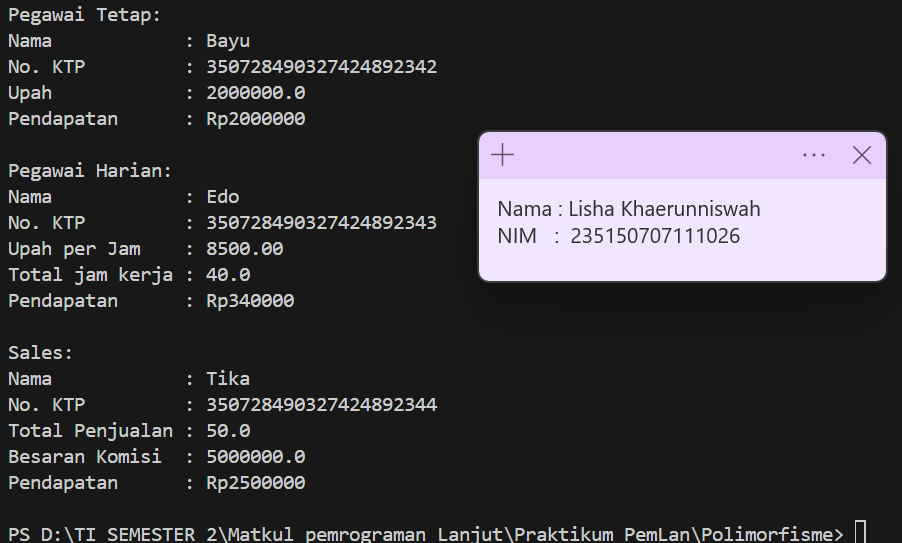 Pegawai Tetap:
Nama            : Bayu
No. KTP         : 350728490327424892342
Upah            : 2000000.0
Pendapatan      : Rp2000000
Pegawai Harian:
Nama            : Edo
No. KTP         : 350728490327424892343
Upah per Jam    : 8500.00
Total jam kerja : 40.0
Pendapatan      : Rp340000
Sales:
Nama            : Tika
No. KTP         : 350728490327424892344
Total Penjualan : 50.0
Besaran Komisi  : 5000000.0
Pendapatan      : Rp2500000
PS D:\TI SEMESTER 2\Matkul pemrograman Lanjut\Praktikum PemLan\Polimorfisme>
Nama : Lisha Khaerunniswah
NIM   :  235150707111026